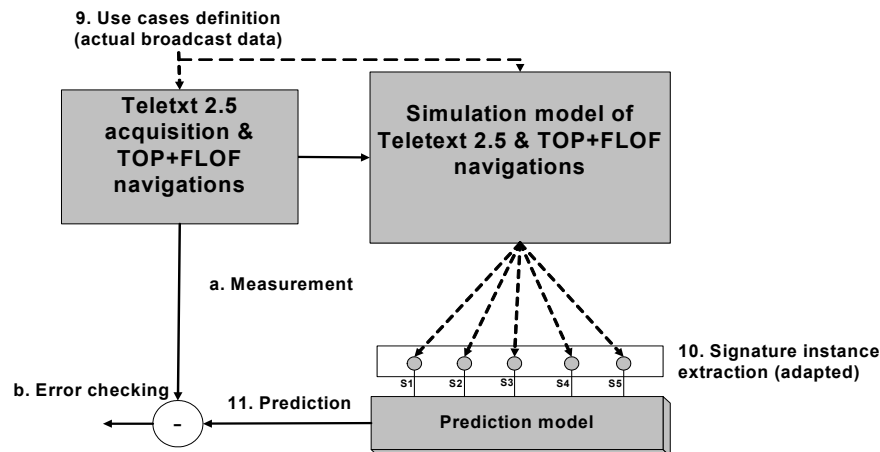 9. Use cases definition
(actual broadcast data)
Teletxt 2.5
acquisition &
TOP+FLOF
navigations
Simulation model of
Teletext 2.5 & TOP+FLOF
navigations
a. Measurement
10. Signature instance
extraction (adapted)
S1 S2 S3 S4 S5
b. Error checking
11. Prediction
-
Prediction model